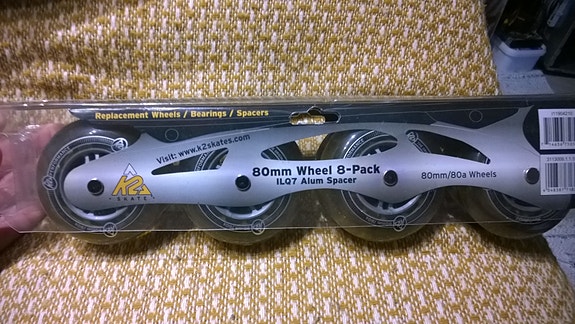 Replacement Wheels / Bearings / Spacers
Visit: www.k2skates.com
80mm Wheel 8-Pack
ILQ7 Alum Spacer
80mm/80a Wheels
K2
SKATE